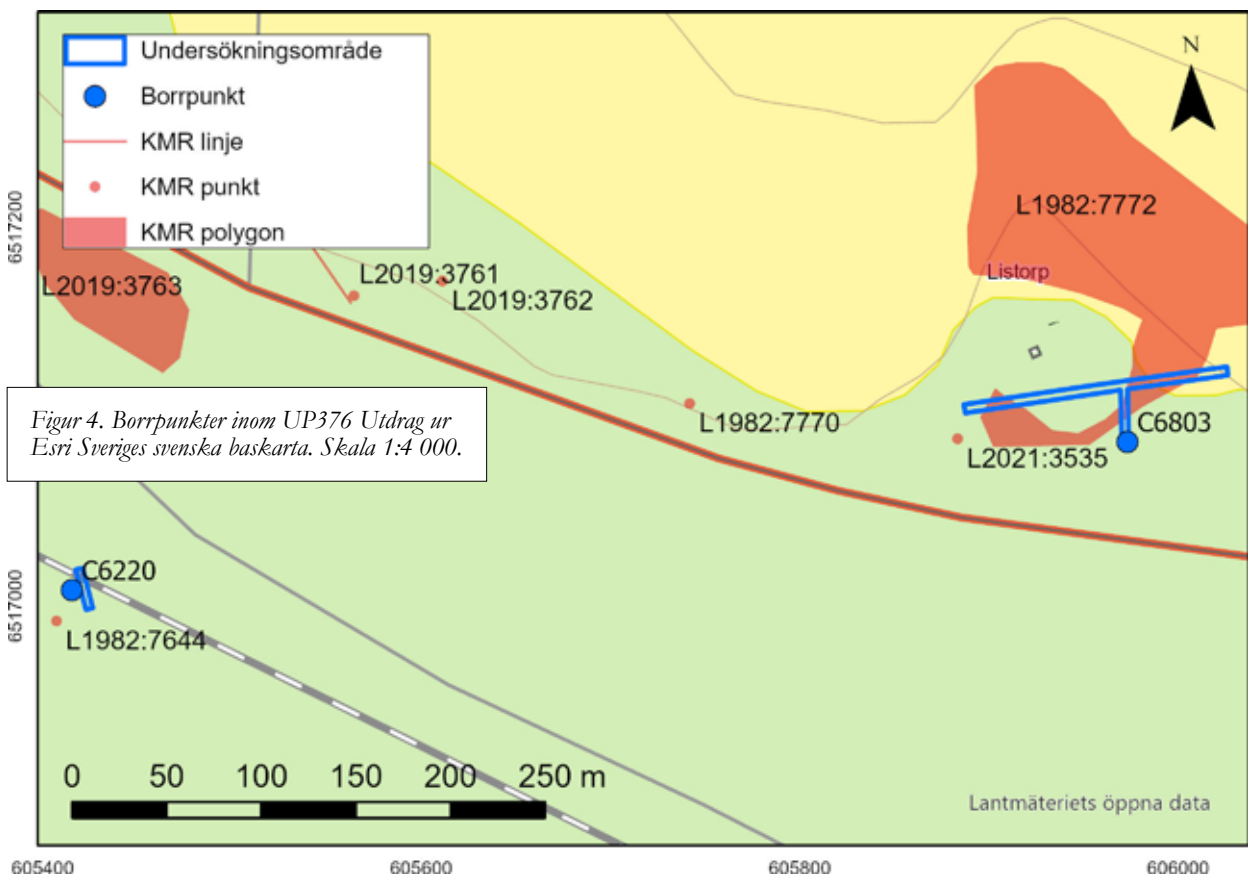 Undersökningsområde
Borrpunkt
KMR linje
KMR punkt
KMR polygon
N
6517200
L1982:7772
Listorp
L2019:3763
L2019:3761
L2019:3762
L1982:7770
C6803
L2021:3535
Figur 4. Borrpunkter inom UP376 Utdrag ur
Esri Sveriges svenska baskarta. Skala 1:4 000.
6517000
C6220
L1982:7644
0 50 100 150 200 250 m
Lantmäteriets öppna data
605400 605600 605800 606000